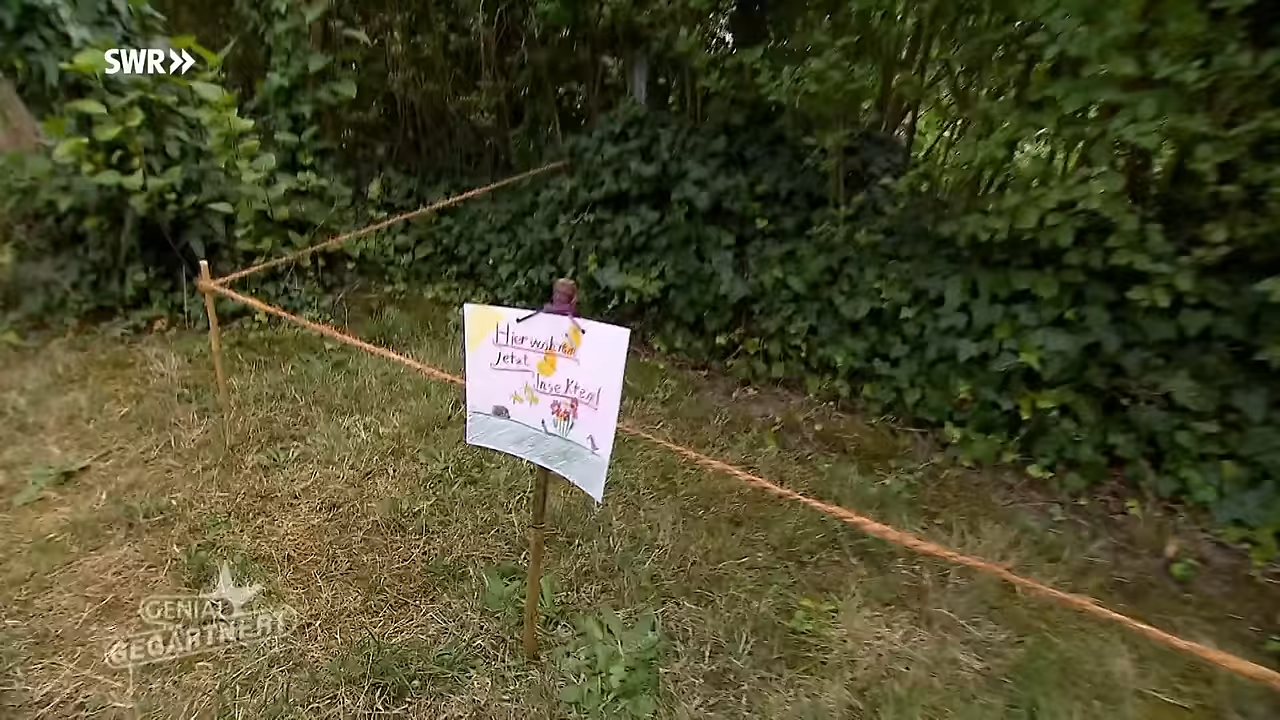 SWR»
Hier wohnen
Jetzt
Insekten!
GENIAL
GEGÄRTNERT